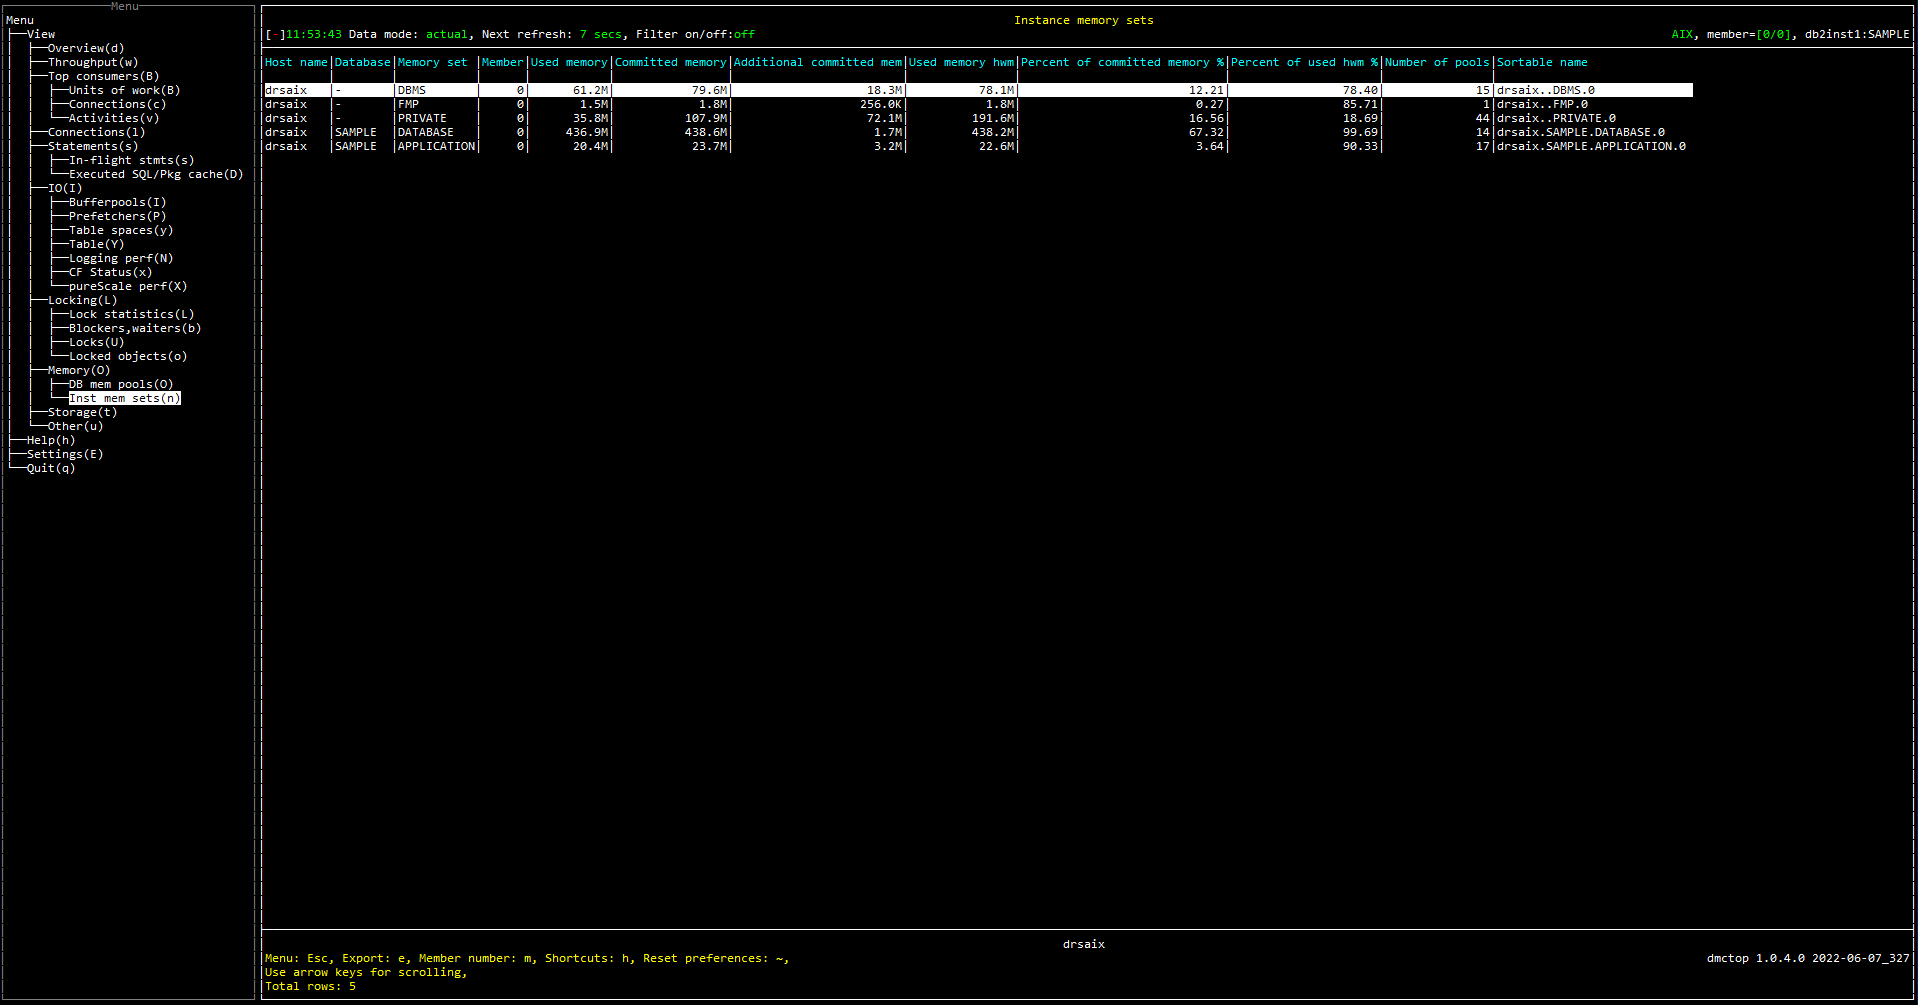 Menu
Menu
View
Overview(d)
Throughput(w)
Top consumers(B)
Units of work(B)
Connections(c)
Activities(v)
Connections(l)
Statements(s)
In-flight stmts(s)
Executed SQL/Pkg cache(D)
IO(I)
Bufferpools(I)
Prefetchers(P)
Table spaces(y)
Table(Y)
Logging perf(N)
CF Status(x)
pureScale perf(X)
Locking(L)
Lock statistics(L)
Blockers,waiters(b)
Locks(U)
Locked objects(o)
Memory(O)
DB mem pools(O)
Inst mem sets(n)
Storage(t)
Other(u)
Help(h)
Settings(E)
Quit(q)
Instance memory sets
[-]11:53:43 Data mode: actual, Next refresh: 7 secs, Filter on/off:off AIX, member=[0/0], db2inst1:SAMPLE
Host name|Database|Memory set |Member|Used memory|Committed memory|Additional committed mem|Used memory hwm|Percent of committed memory %|Percent of used hwm %|Number of pools|Sortable name
drsaix |- |DBMS | 0| 61.2M| 79.6M| 18.3M| 78.1M| 12.21| 78.40| 15|drsaix..DBMS.0
drsaix |- |FMP | 0| 1.5M| 1.8M| 256.0K| 1.8M| 0.27| 85.71| 1|drsaix..FMP.0
drsaix |- |PRIVATE | 0| 35.8M| 107.9M| 72.1M| 191.6M| 16.56| 18.69| 44|drsaix..PRIVATE.0
drsaix |SAMPLE |DATABASE | 0| 436.9M| 438.6M| 1.7M| 438.2M| 67.32| 99.69| 14|drsaix.SAMPLE.DATABASE.0
drsaix |SAMPLE |APPLICATION| 0| 20.4M| 23.7M| 3.2M| 22.6M| 3.64| 90.33| 17|drsaix.SAMPLE.APPLICATION.0
drsaix
Menu: Esc, Export: e, Member number: m, Shortcuts: h, Reset preferences: ~, dmctop 1.0.4.0 2022-06-07_327
Use arrow keys for scrolling,
Total rows: 5